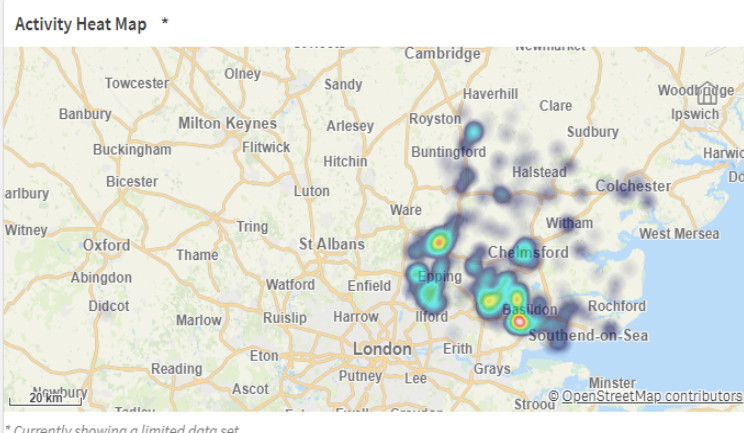 Activity Heat Map *
Cambridge
Newmarket
Olney
Towcester
Sandy
Haverhill
Woodbridge
Clare
Banbury
Milton Keynes
Royston
Ipswich
Arlesey
Sudbury
Buckingham
Flitwick
Buntingford
Hitchin
Harwic
Halstead
Bicester
Luton
Colchester
arlbury
Ware
Witham
Witney
Tring
West Mersea
Oxford
St Albans
Chelmsford
Thame
Abingdon
Epping
Watford
Enfield
Didcot
Rochford
Marlow
Ruislip
Harrow
Ilford
Basildon
Southend-on-Sea
London
Eton
Erith
Reading
Grays
Putney
Lee
Ascot
Minster
Newbury
20 km
Strood
© OpenStreetMap contributors
* Currently showing a limited data set